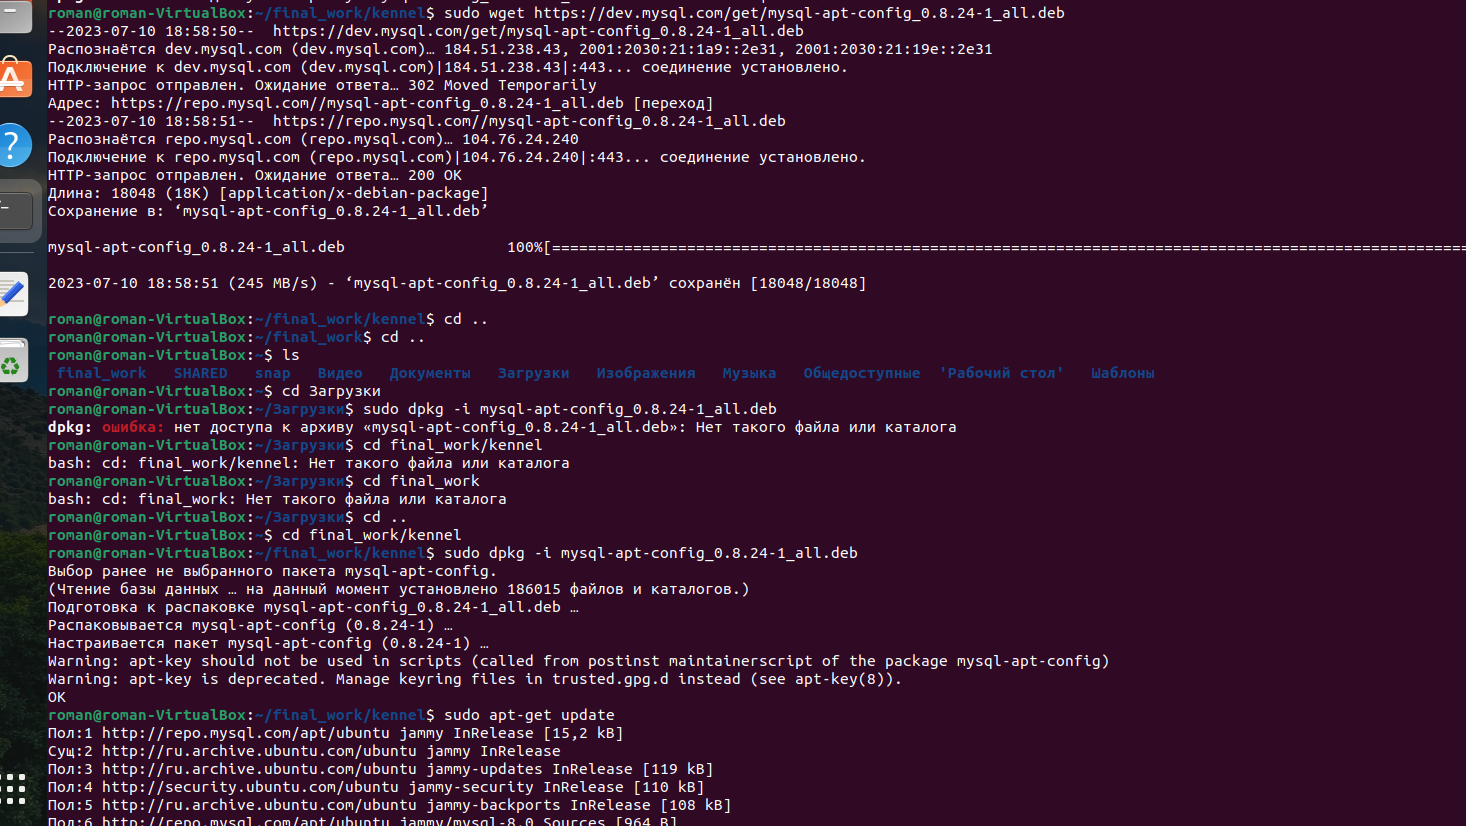 roman@roman-VirtualBox:~/final_work/kennel$ sudo wget https://dev.mysql.com/get/mysql-apt-config_0.8.24-1_all.deb
--2023-07-10 18:58:50--  https://dev.mysql.com/get/mysql-apt-config_0.8.24-1_all.deb
Распознаётся dev.mysql.com (dev.mysql.com)… 184.51.238.43, 2001:2030:21:1a9::2e31, 2001:2030:21:19e::2e31
Подключение к dev.mysql.com (dev.mysql.com)|184.51.238.43|:443... соединение установлено.
HTTP-запрос отправлен. Ожидание ответа… 302 Moved Temporarily
Адрес: https://repo.mysql.com//mysql-apt-config_0.8.24-1_all.deb [переход]
--2023-07-10 18:58:51--  https://repo.mysql.com//mysql-apt-config_0.8.24-1_all.deb
Распознаётся repo.mysql.com (repo.mysql.com)… 104.76.24.240
Подключение к repo.mysql.com (repo.mysql.com)|104.76.24.240|:443... соединение установлено.
HTTP-запрос отправлен. Ожидание ответа… 200 OK
Длина: 18048 (18K) [application/x-debian-package]
Сохранение в: ‘mysql-apt-config_0.8.24-1_all.deb’
mysql-apt-config_0.8.24-1_all.deb                  100%[======================================================================================================
2023-07-10 18:58:51 (245 MB/s) - ‘mysql-apt-config_0.8.24-1_all.deb’ сохранён [18048/18048]
roman@roman-VirtualBox:~/final_work/kennel$ cd ..
roman@roman-VirtualBox:~/final_work$ cd ..
roman@roman-VirtualBox:~$ ls
final_work   SHARED   snap   Видео   Документы   Загрузки   Изображения   Музыка   Общедоступные  'Рабочий стол'   Шаблоны
roman@roman-VirtualBox:~$ cd Загрузки
roman@roman-VirtualBox:~/Загрузки$ sudo dpkg -i mysql-apt-config_0.8.24-1_all.deb
dpkg: ошибка: нет доступа к архиву «mysql-apt-config_0.8.24-1_all.deb»: Нет такого файла или каталога
roman@roman-VirtualBox:~/Загрузки$ cd final_work/kennel
bash: cd: final_work/kennel: Нет такого файла или каталога
roman@roman-VirtualBox:~/Загрузки$ cd final_work
bash: cd: final_work: Нет такого файла или каталога
roman@roman-VirtualBox:~/Загрузки$ cd ..
roman@roman-VirtualBox:~$ cd final_work/kennel
roman@roman-VirtualBox:~/final_work/kennel$ sudo dpkg -i mysql-apt-config_0.8.24-1_all.deb
Выбор ранее не выбранного пакета mysql-apt-config.
(Чтение базы данных … на данный момент установлено 186015 файлов и каталогов.)
Подготовка к распаковке mysql-apt-config_0.8.24-1_all.deb …
Распаковывается mysql-apt-config (0.8.24-1) …
Настраивается пакет mysql-apt-config (0.8.24-1) …
Warning: apt-key should not be used in scripts (called from postinst maintainerscript of the package mysql-apt-config)
Warning: apt-key is deprecated. Manage keyring files in trusted.gpg.d instead (see apt-key(8)).
OK
roman@roman-VirtualBox:~/final_work/kennel$ sudo apt-get update
Пол:1 http://repo.mysql.com/apt/ubuntu jammy InRelease [15,2 kB]
Сущ:2 http://ru.archive.ubuntu.com/ubuntu jammy InRelease
Пол:3 http://ru.archive.ubuntu.com/ubuntu jammy-updates InRelease [119 kB]
Пол:4 http://security.ubuntu.com/ubuntu jammy-security InRelease [110 kB]
Пол:5 http://ru.archive.ubuntu.com/ubuntu jammy-backports InRelease [108 kB]
Пол:6 http://repo.mysql.com/apt/ubuntu jammy/mysql-8.0 Sources [964 B]